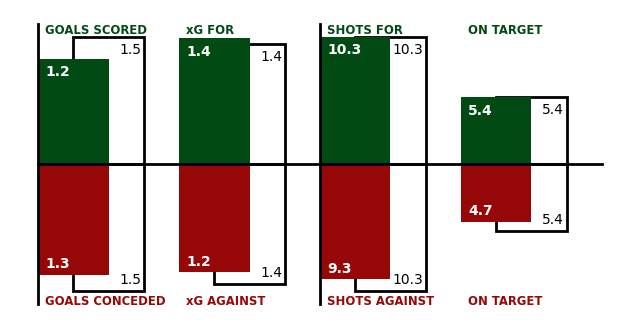 GOALS SCORED xG FOR SHOTS FOR ON TARGET
1.2 1.5 1.4 1.4 10.3 10.3 5.4 5.4
1.3 1.5 1.2 1.4 9.3 10.3 4.7 5.4
GOALS CONCEDED xG AGAINST SHOTS AGAINST ON TARGET